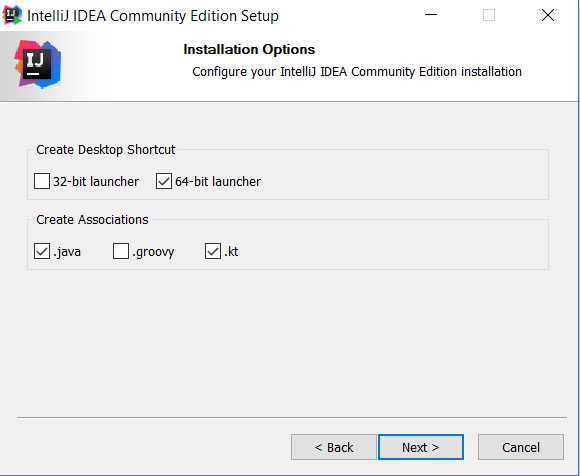 IntelliJ IDEA Community Edition Setup
IJ
Installation Options
Configure your IntelliJ IDEA Community Edition installation
Create Desktop Shortcut
32-bit launcher 64-bit launcher
Create Associations
.java .groovy .kt
< Back Next > Cancel